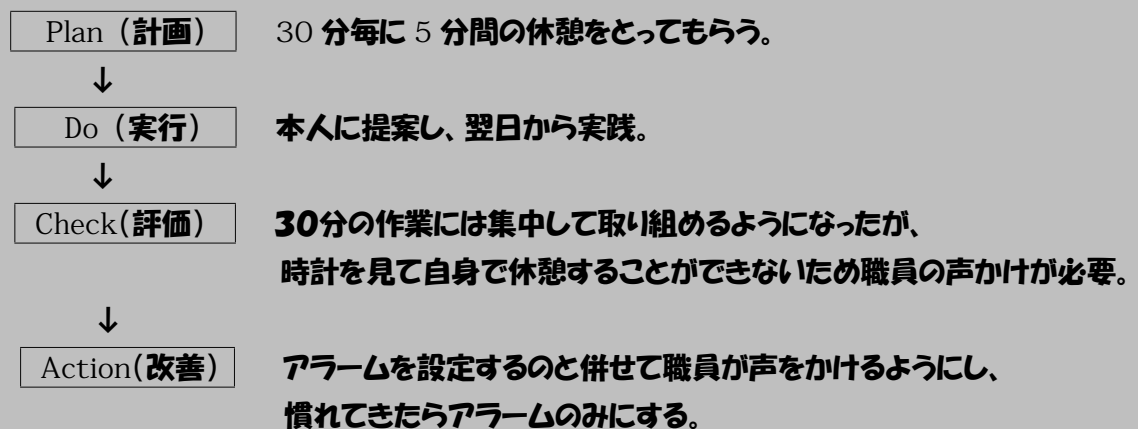 Plan（計画） 30 分毎に 5 分間の休憩をとってもらう。
↓
Do（実行） 本人に提案し、翌日から実践。
↓
Check(評価） 30分の作業には集中して取り組めるようになったが、
時計を見て自身で休憩することができないため職員の声かけが必要。
↓
Action(改善） アラームを設定するのと併せて職員が声をかけるようにし、
慣れてきたらアラームのみにする。